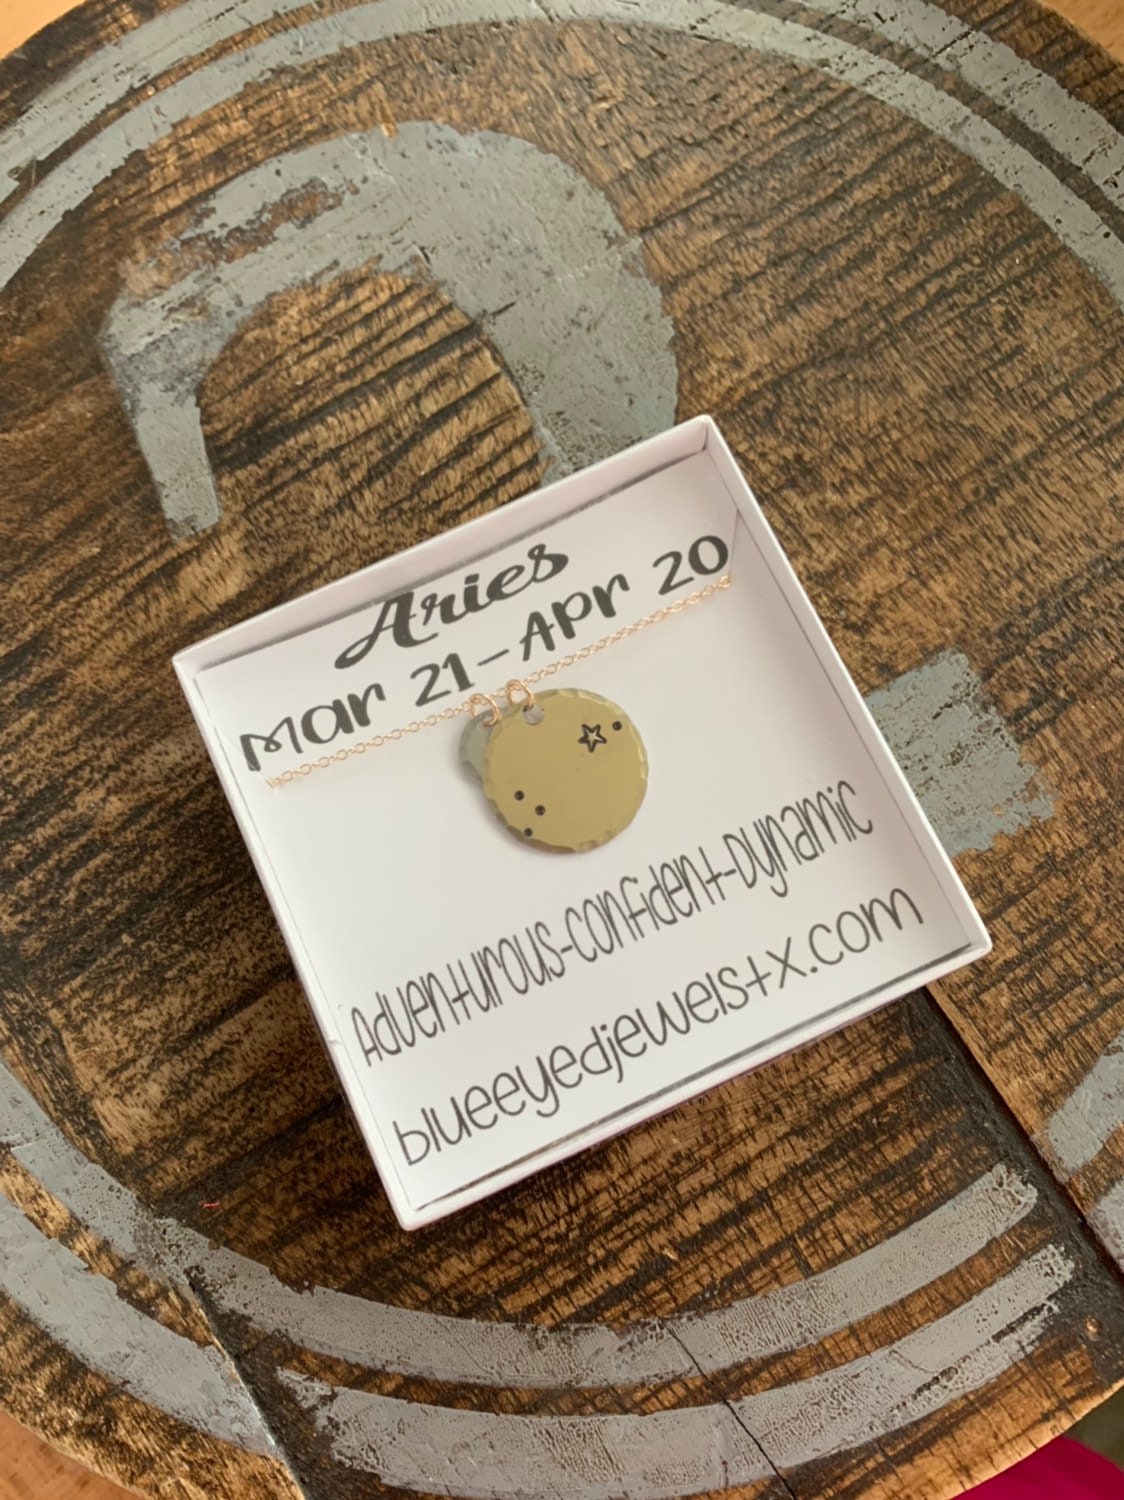 Aries
Mar 21-Apr 20
Adventurous-Confident-Dynamic
blueeyedjewelstx.com